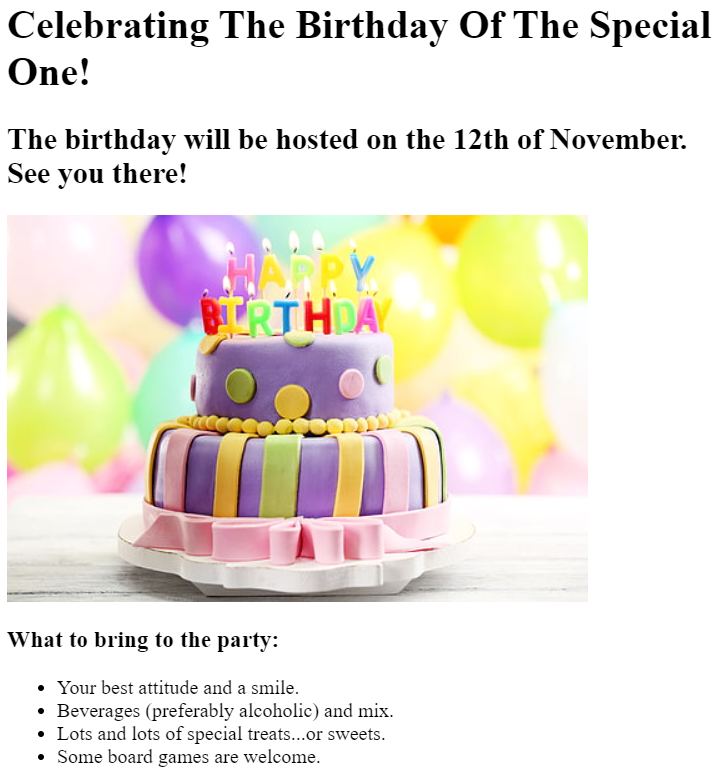 Celebrating The Birthday Of The Special
One!
The birthday will be hosted on the 12th of November.
See you there!
HAPPY
BIRTHDAY
What to bring to the party:
Your best attitude and a smile.
Beverages (preferably alcoholic) and mix.
Lots and lots of special treats...or sweets.
Some board games are welcome.